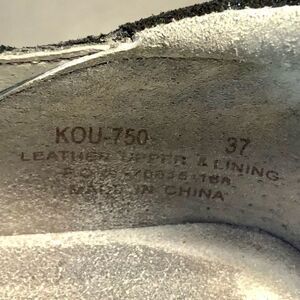 KOU-750 37
LEATHER UPPER & LINING
MADE IN CHINA